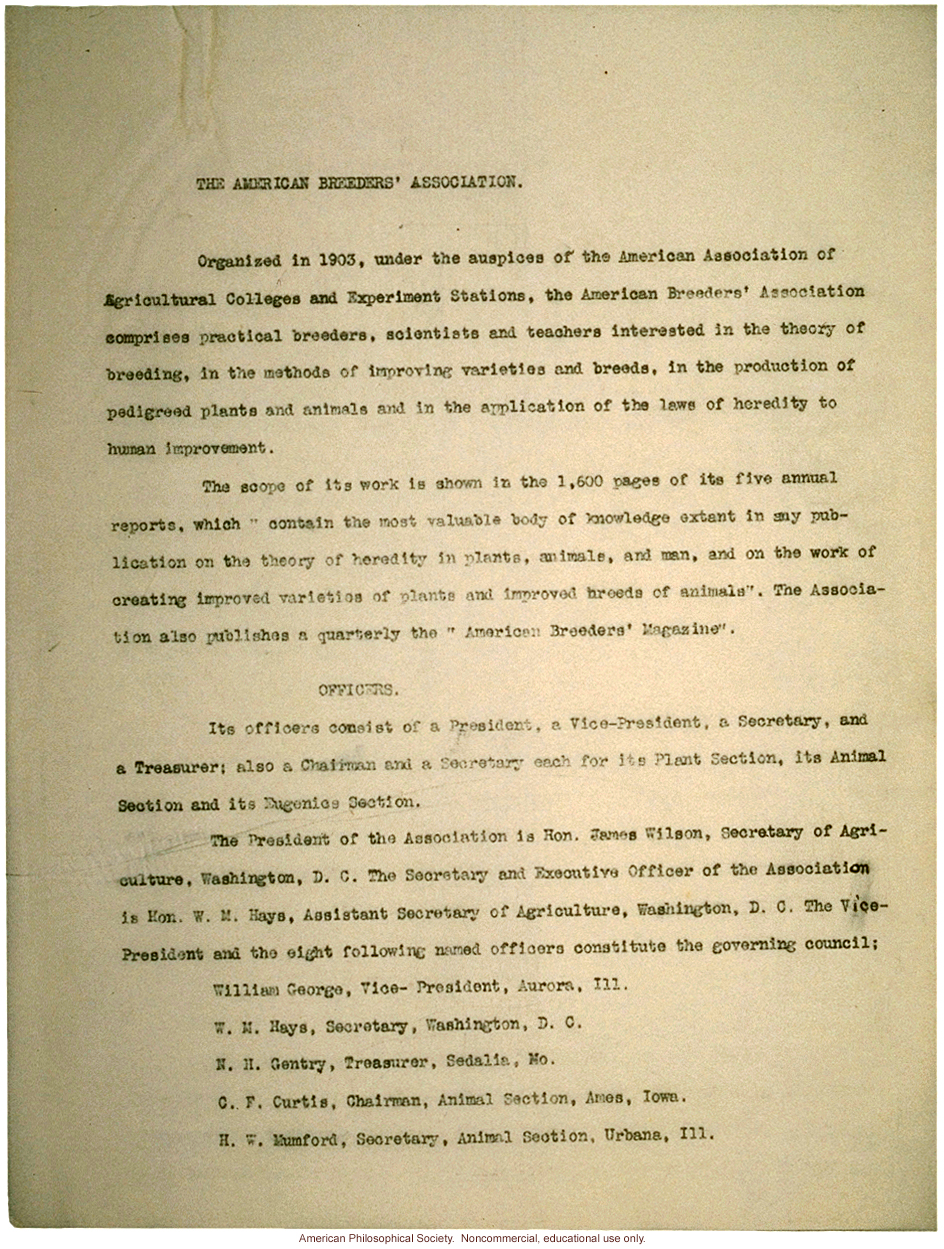 THE AMERICAN BREEDERS' ASSOCIATION.
Organized in 1903, under the auspices of the American Association of
Agricultural Colleges and Experiment Stations, the American Breeders' Association
comprises practical breeders, scientists and teachers interested in the theory of
breeding, in the methods of improving varieties and breeds, in the production of
pedigreed plants and animals and in the application of the laws of heredity to
human improvement.
The scope of its work is shown in the 1,600 pages of its five annual
reports, which " contain the most valuable body of knowledge extant in any pub-
lication on the theory of heredity in plants, animals, and man, and on the work of
creating improved varieties of plants and improved breeds of animals". The Associa-
tion also publishes a quarterly the " American Breeders' Magazine".
OFFICERS.
Its officers consist of a President, a Vice-President, a Secretary, and
a Treasurer; also a Chairman and a Secretary each for its Plant Section, its Animal
Section and its Eugenics Section.
The President of the Association is Hon. James Wilson, Secretary of Agri-
culture, Washington, D. C. The Secretary and Executive Officer of the Association
is Hon. W. M. Hays, Assistant Secretary of Agriculture, Washington, D. C. The Vice-
President and the eight following named officers constitute the governing council;
William George, Vice- President, Aurora, Ill.
W. M. Hays, Secretary, Washington, D. C.
N. H. Gentry, Treasurer, Sedalia, Mo.
C. F. Curtis, Chairman, Animal Section, Ames, Iowa.
H. W. Mumford, Secretary, Animal Section, Urbana, Ill.
American Philosophical Society. Noncommercial, educational use only.